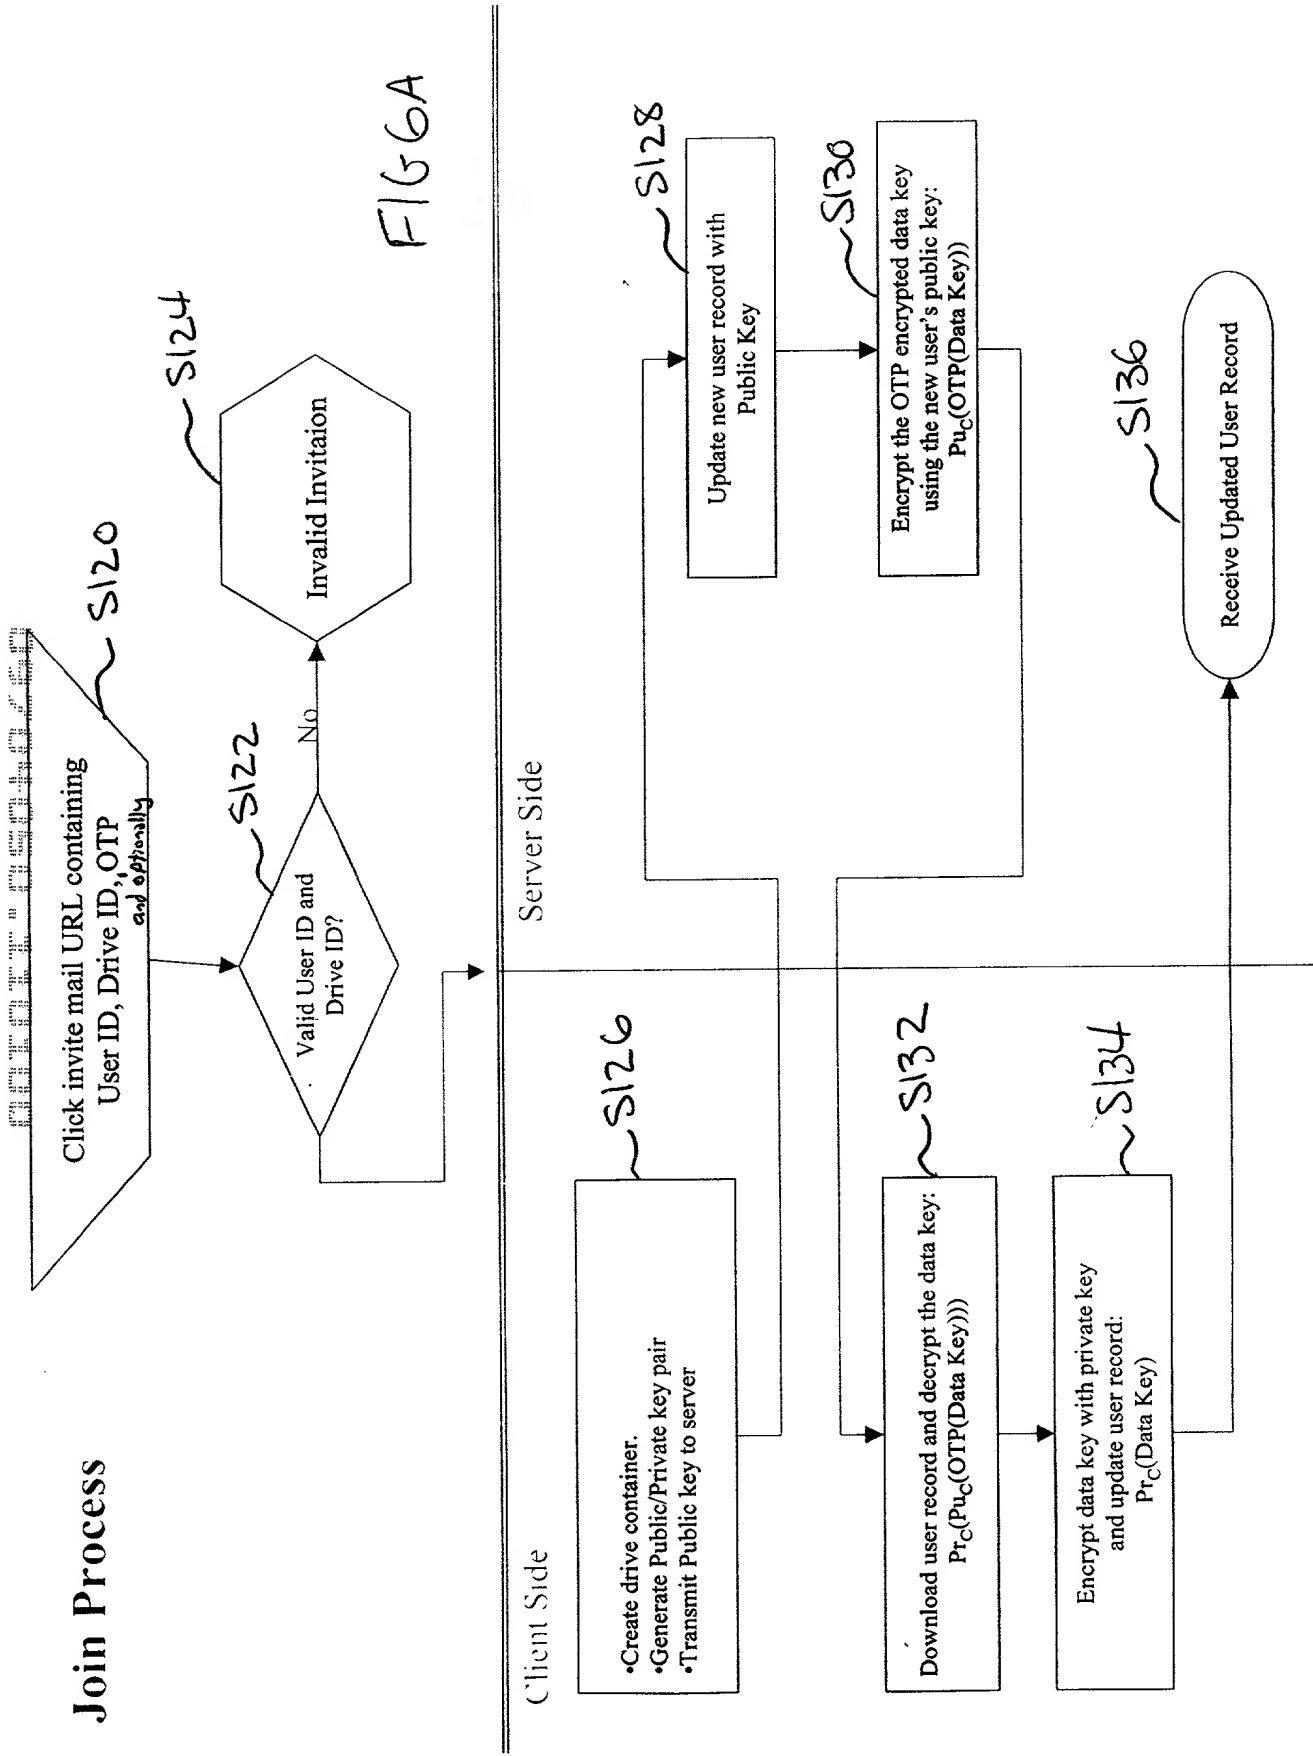 Join Process
Click invite mail URL containing
User ID, Drive ID, OTP
and optionally
S120
Valid User ID and
Drive ID?
S122
No
Invalid Invitaion
S124
FIG 6A
Client Side
Server Side
•Create drive container.
•Generate Public/Private key pair
•Transmit Public key to server
S126
Update new user record with
Public Key
S128
Encrypt the OTP encrypted data key
using the new user's public key:
PuC(OTP(Data Key))
S130
Download user record and decrypt the data key:
PrC(PuC(OTP(Data Key)))
S132
Encrypt data key with private key
and update user record:
PrC(Data Key)
S134
Receive Updated User Record
S136